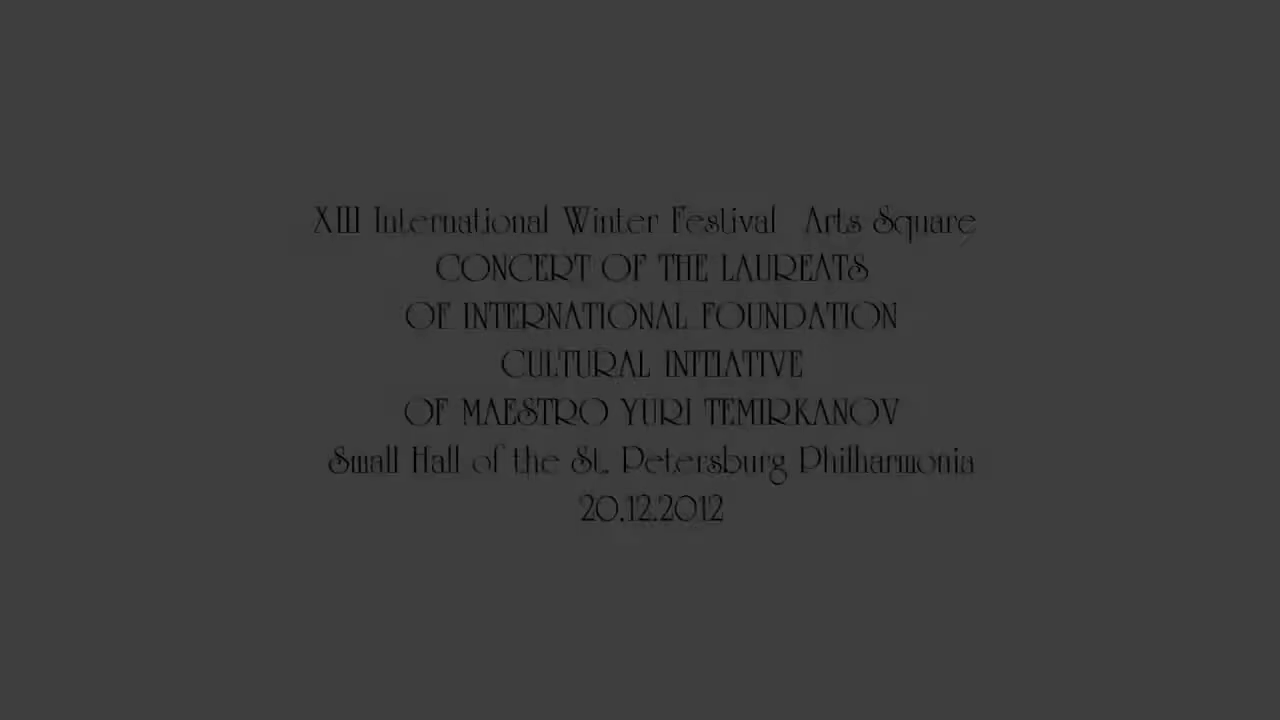 XIII International Winter Festival Arts Square
CONCERT OF THE LAUREATS
OF INTERNATIONAL FOUNDATION
CULTURAL INITIATIVE
OF MAESTRO YURI TEMIRKANOV
Small Hall of the St. Petersburg Philharmonia
20.12.2012